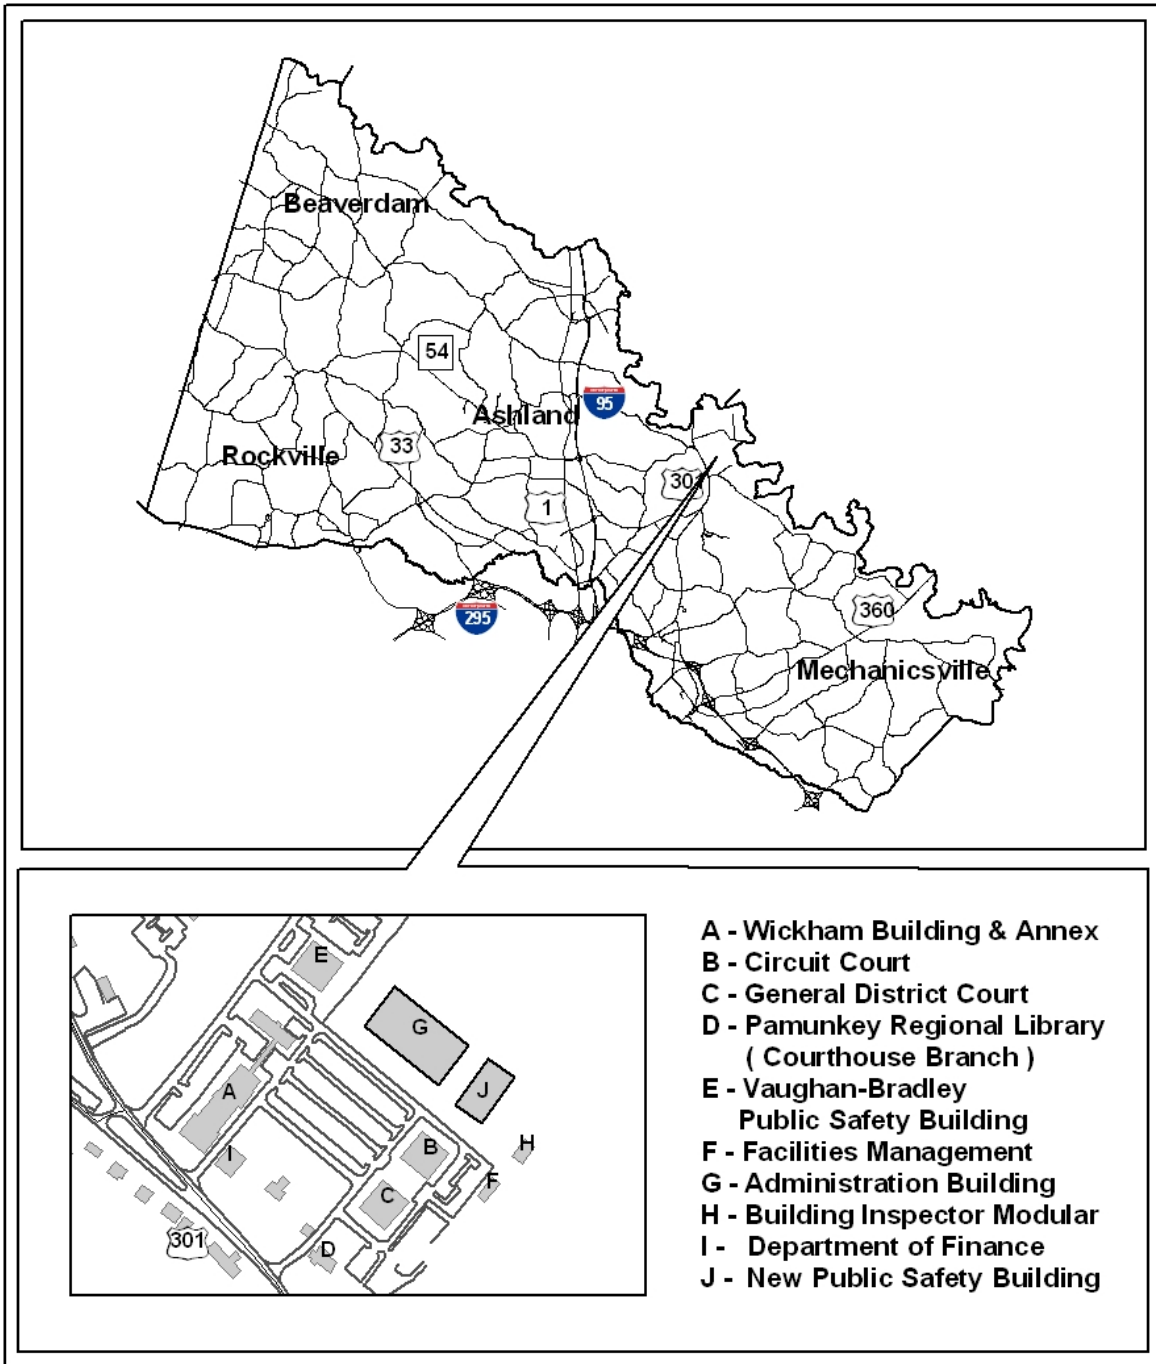 Beaverdam
54
95
Ashland
33
Rockville
301
1
295
360
Mechanicsville
E
G
A
J
B
H
I
F
C
301
D
A - Wickham Building & Annex
B - Circuit Court
C - General District Court
D - Pamunkey Regional Library
( Courthouse Branch )
E - Vaughan-Bradley
Public Safety Building
F - Facilities Management
G - Administration Building
H - Building Inspector Modular
I - Department of Finance
J - New Public Safety Building